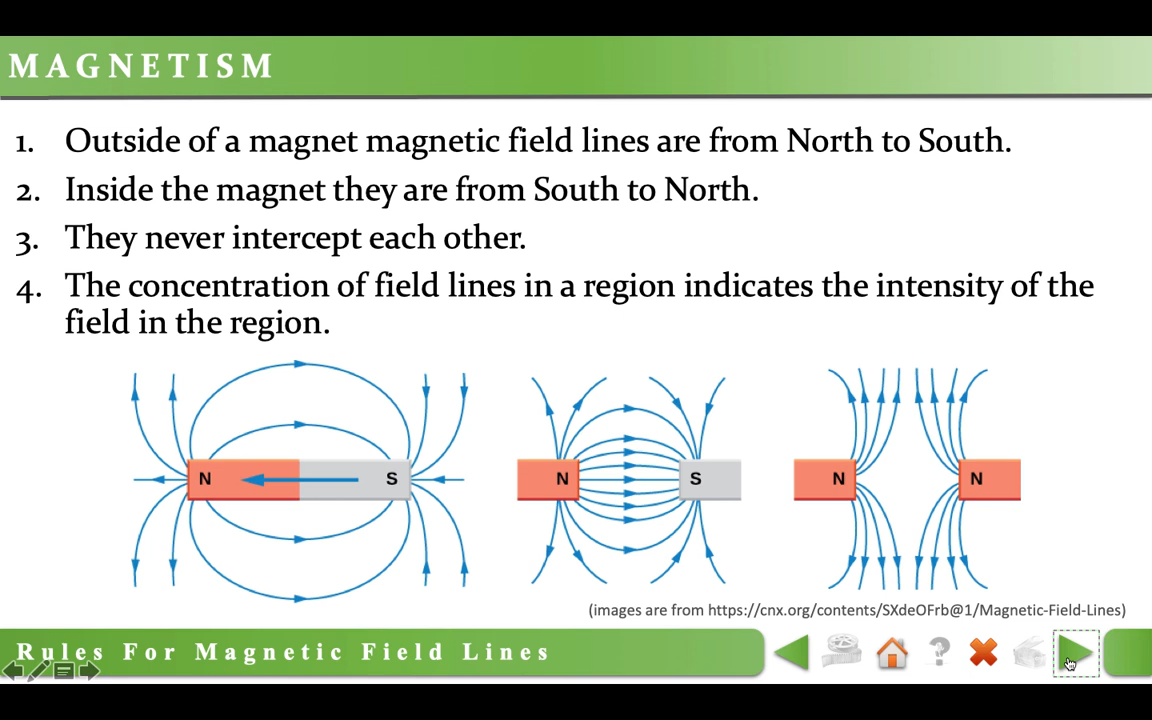 MAGNETISM
1. Outside of a magnet magnetic field lines are from North to South.
2. Inside the magnet they are from South to North.
3. They never intercept each other.
4. The concentration of field lines in a region indicates the intensity of the
field in the region.
N S N S N N
(images are from https://cnx.org/contents/SXdeOFrb@1/Magnetic-Field-Lines)
Rules For Magnetic Field Lines ?